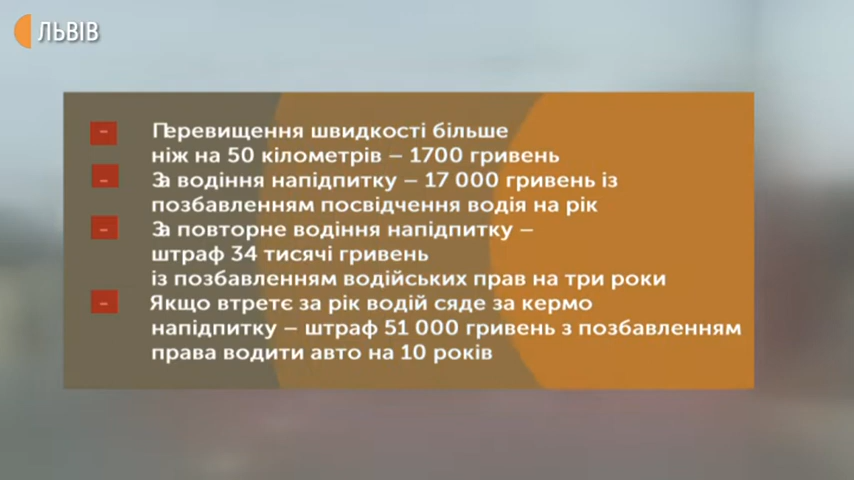 ЛЬВІВ
- Перевищення швидкості більше
ніж на 50 кілометрів – 1700 гривень
- За водіння напідпитку – 17 000 гривень із
позбавленням посвідчення водія на рік
- За повторне водіння напідпитку –
штраф 34 тисячі гривень
із позбавленням водійських прав на три роки
- Якщо втретє за рік водій сяде за кермо
напідпитку – штраф 51 000 гривень з позбавленням
права водити авто на 10 років